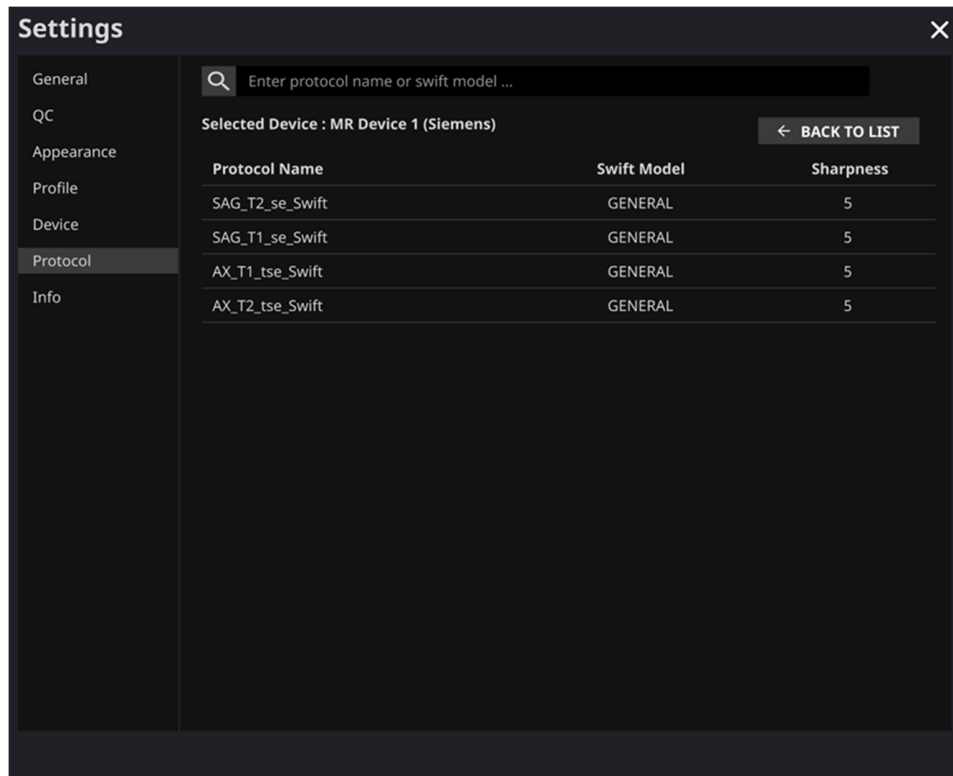 Settings
General
QC
Appearance
Profile
Device
Protocol
Info
Enter protocol name or swift model ...
Selected Device : MR Device 1 (Siemens)
← BACK TO LIST
Protocol Name Swift Model Sharpness
SAG_T2_se_Swift GENERAL 5
SAG_T1_se_Swift GENERAL 5
AX_T1_tse_Swift GENERAL 5
AX_T2_tse_Swift GENERAL 5